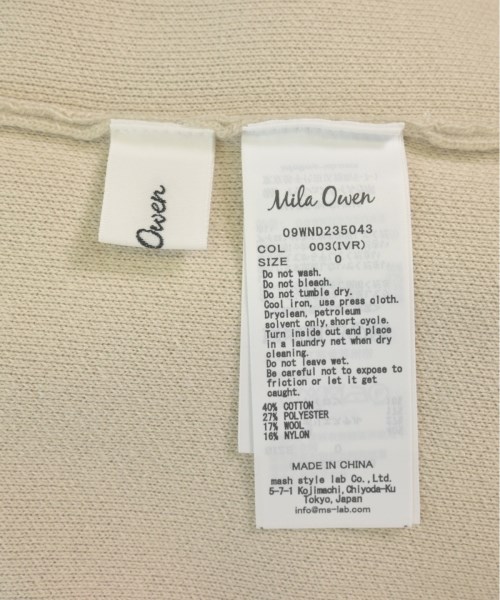 Owen
Mila Owen
09WND235043
COL 003(IVR)
SIZE 0
Do not wash.
Do not bleach.
Do not tumble dry.
Cool iron, use press cloth.
Dryclean, petroleum
solvent only,short cycle.
Turn inside out and place
in a laundry net when dry
cleaning.
Do not leave wet.
Be careful not to expose to
friction or let it get
caught.
40% COTTON
27% POLYESTER
17% WOOL
16% NYLON
MADE IN CHINA
mash style lab Co.,Ltd.
5-7-1 Kojimachi,Chiyoda-Ku
Tokyo,Japan
info@ms-lab.com